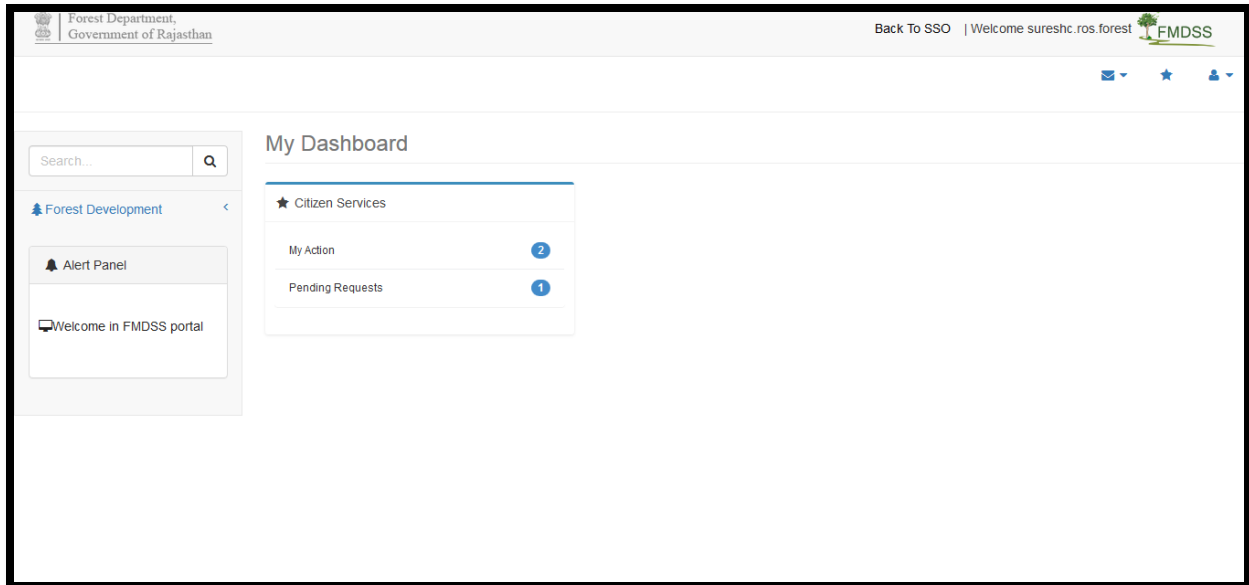 Forest Department,
Government of Rajasthan
Back To SSO | Welcome sureshc.ros.forest FMDSS
Search...
Forest Development
Alert Panel
Welcome in FMDSS portal
My Dashboard
Citizen Services
My Action 2
Pending Requests 1